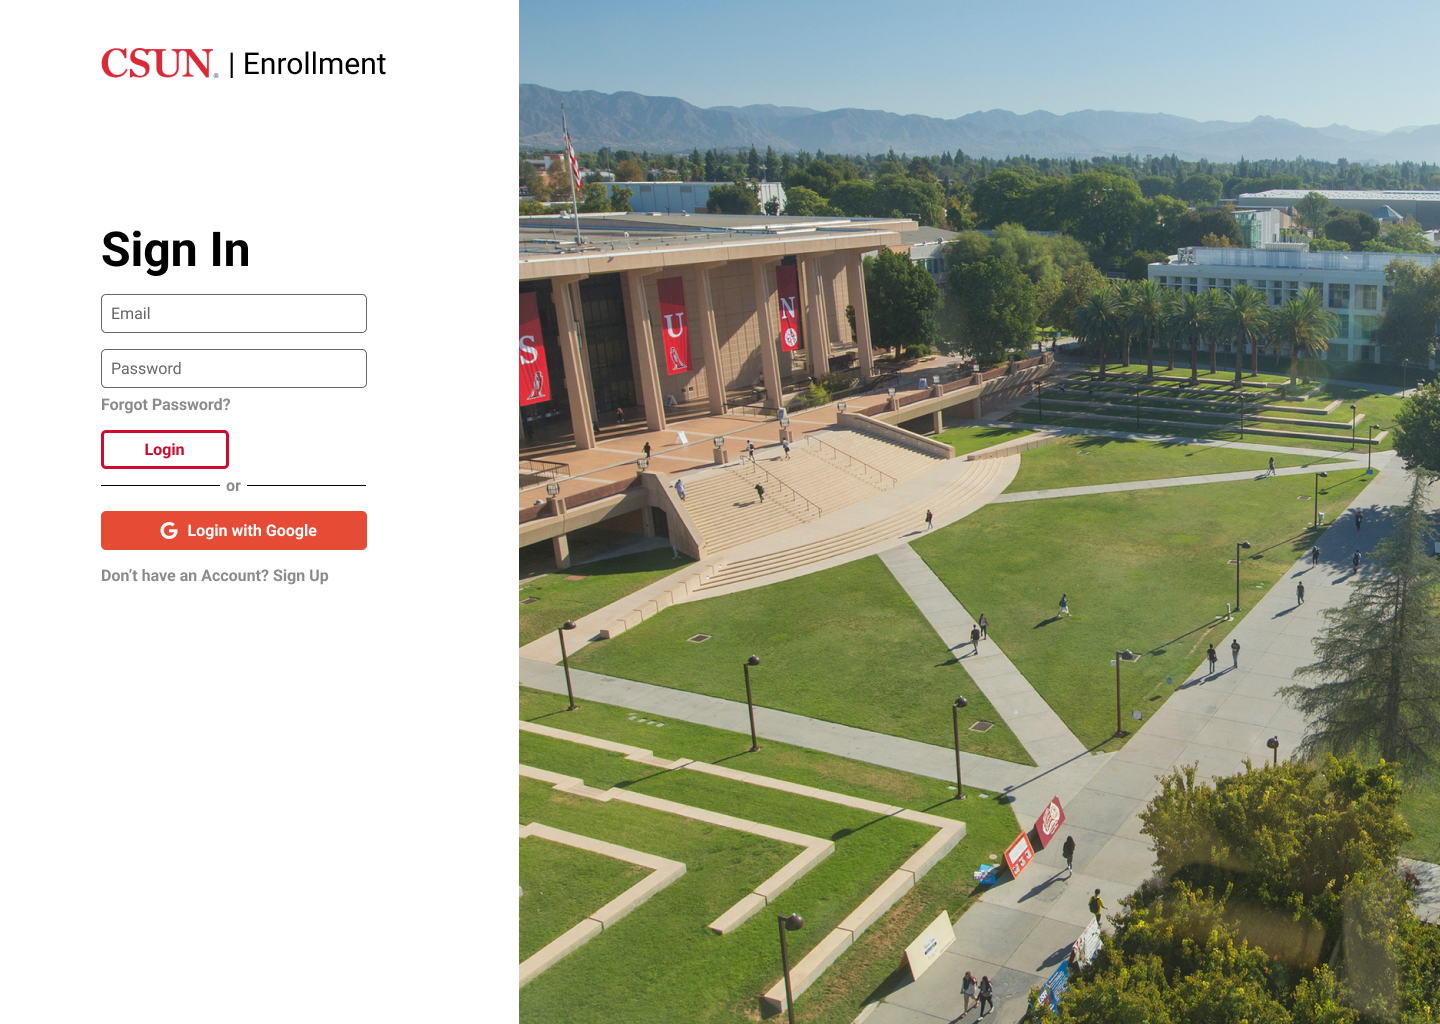 CSUN® | Enrollment
Sign In
Email
Password
Forgot Password?
Login
or
Login with Google
Don’t have an Account? Sign Up
S
U
N